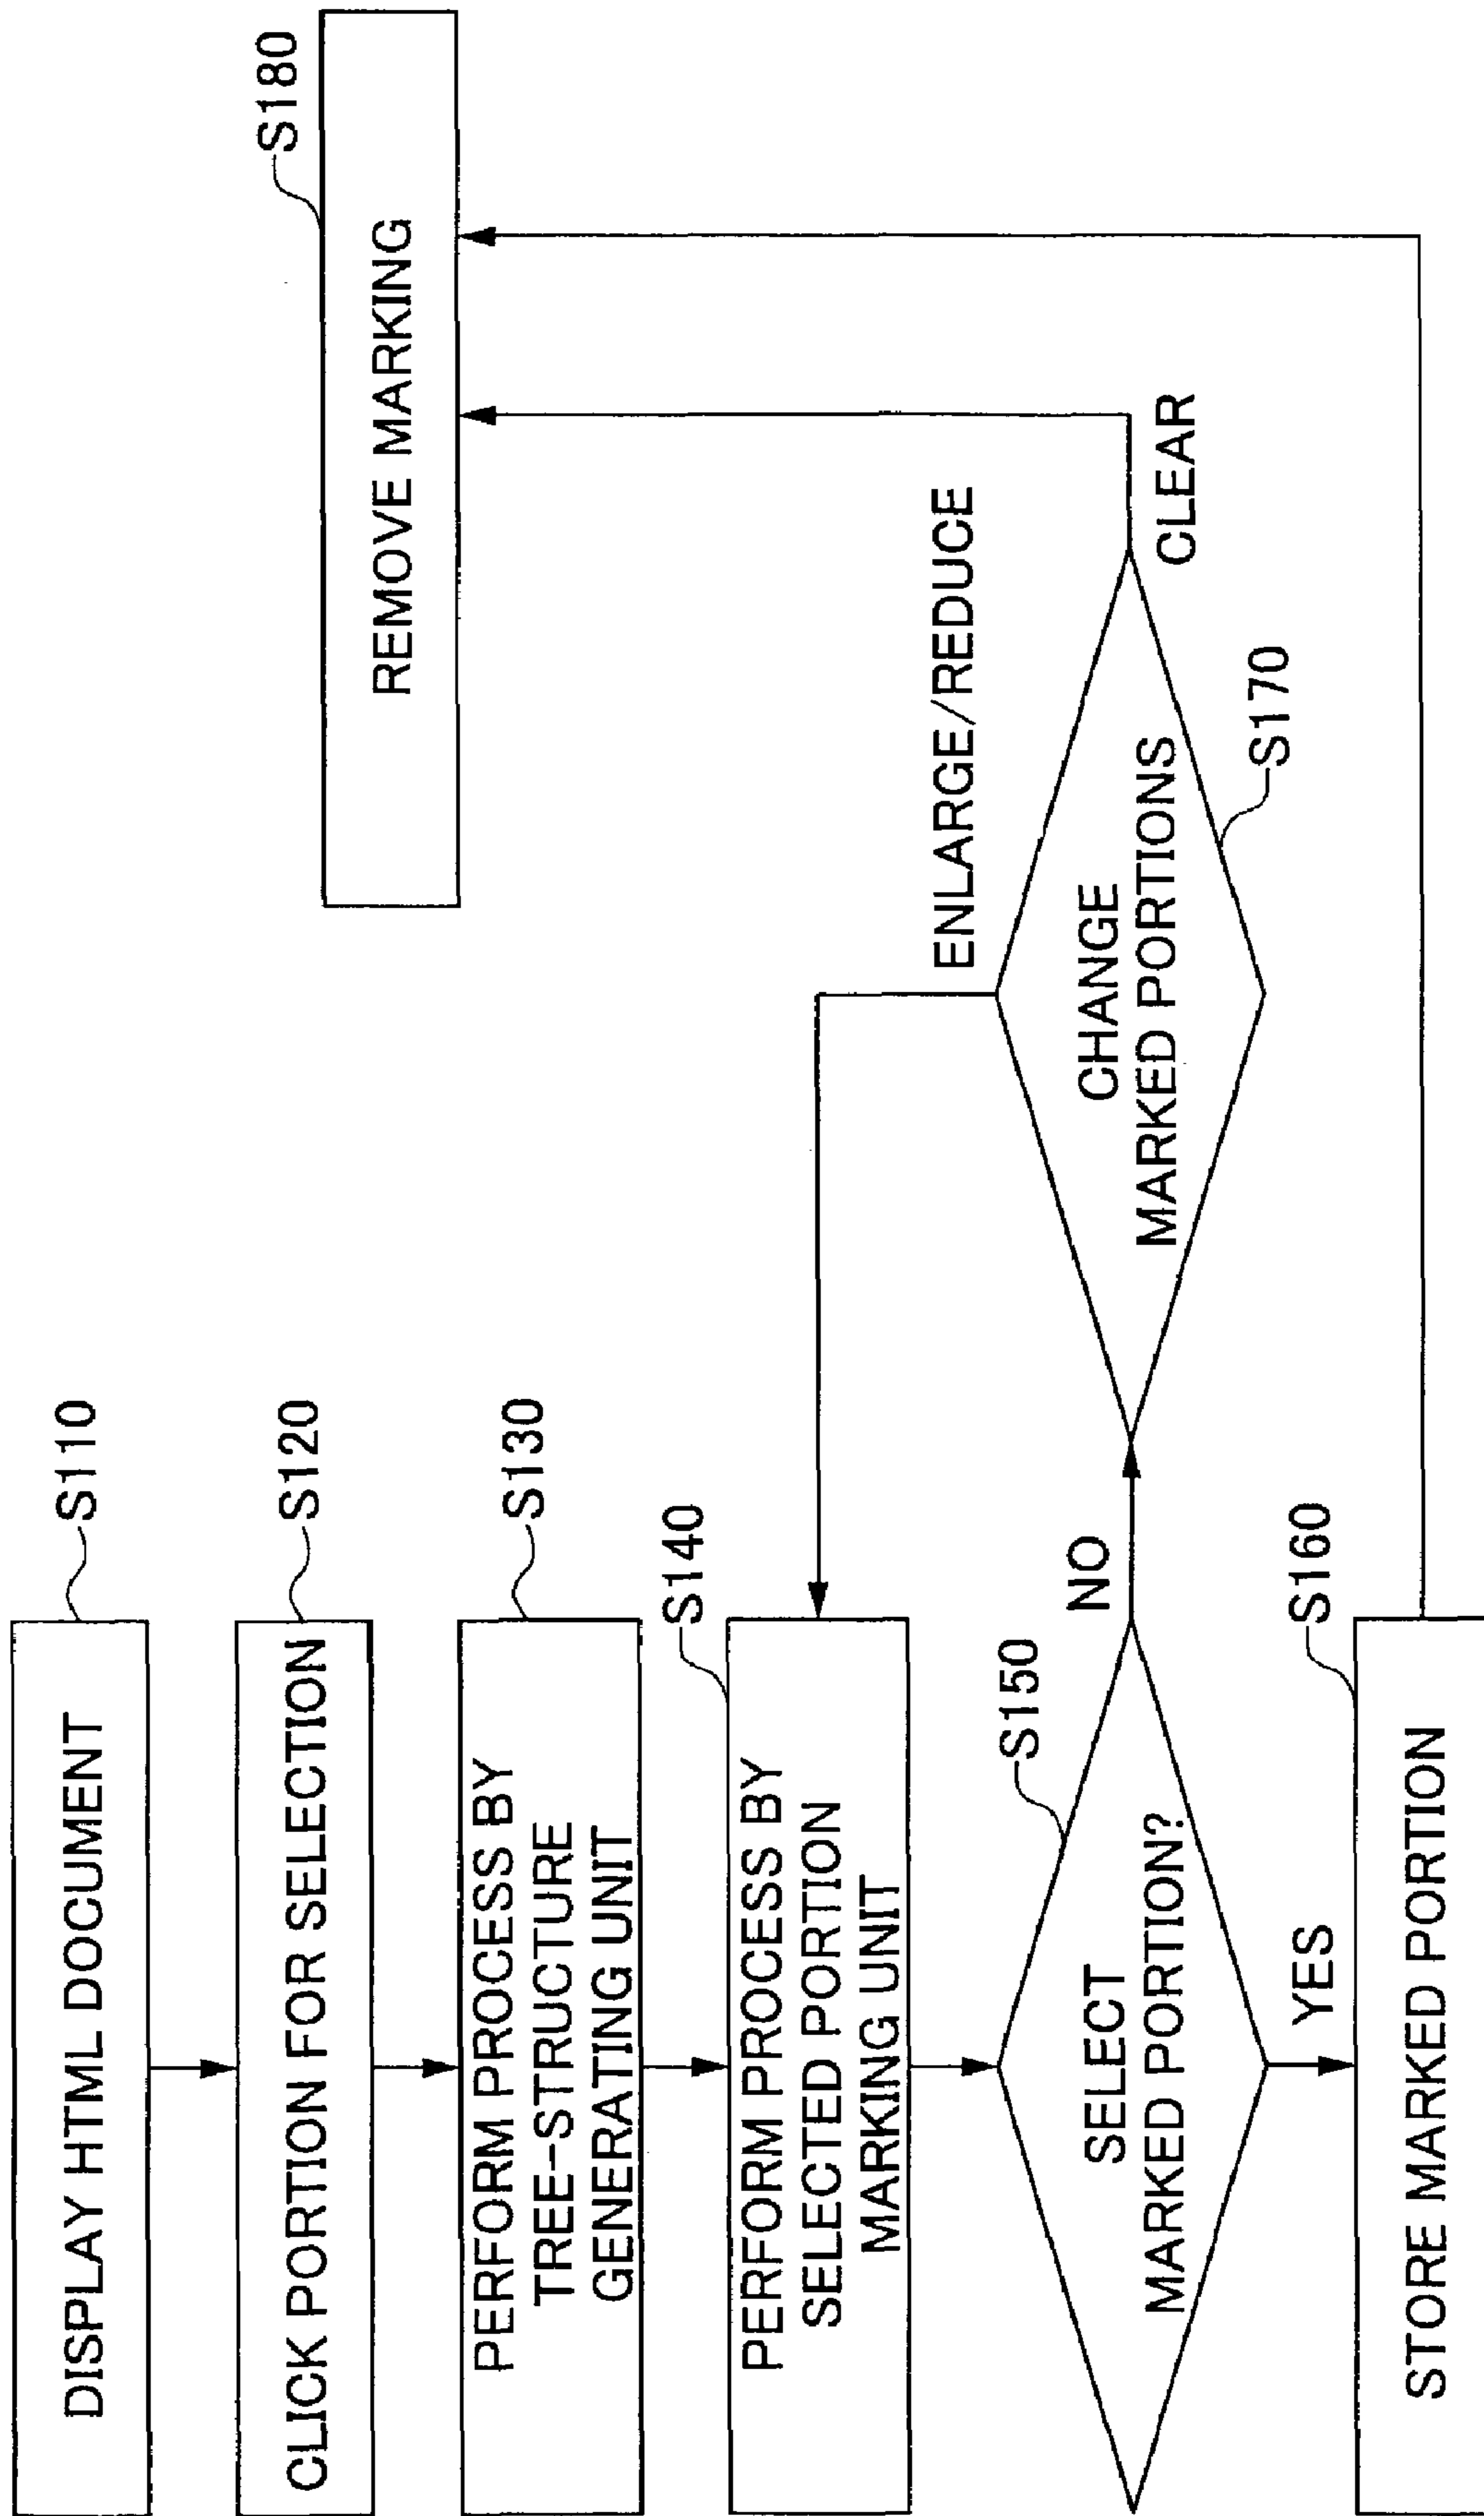 DISPLAY HTML DOCUMENT
S110
CLICK PORTION FOR SELECTION
S120
PERFORM PROCESS BY
TREE-STRUCTURE
GENERATING UNIT
S130
PERFORM PROCESS BY
SELECTED PORTION
MARKING UNIT
S140
SELECT
MARKED PORTION?
S150
NO
YES
STORE MARKED PORTION
S160
CHANGE
MARKED PORTIONS
S170
ENLARGE/REDUCE
CLEAR
REMOVE MARKING
S180